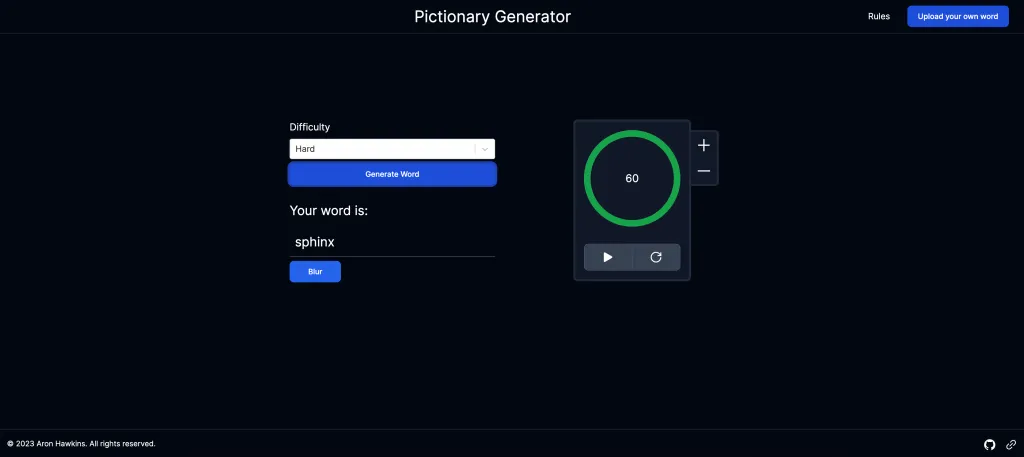 Pictionary Generator
Rules
Upload your own word
Difficulty
Hard
Generate Word
Your word is:
sphinx
Blur
60
© 2023 Aron Hawkins. All rights reserved.